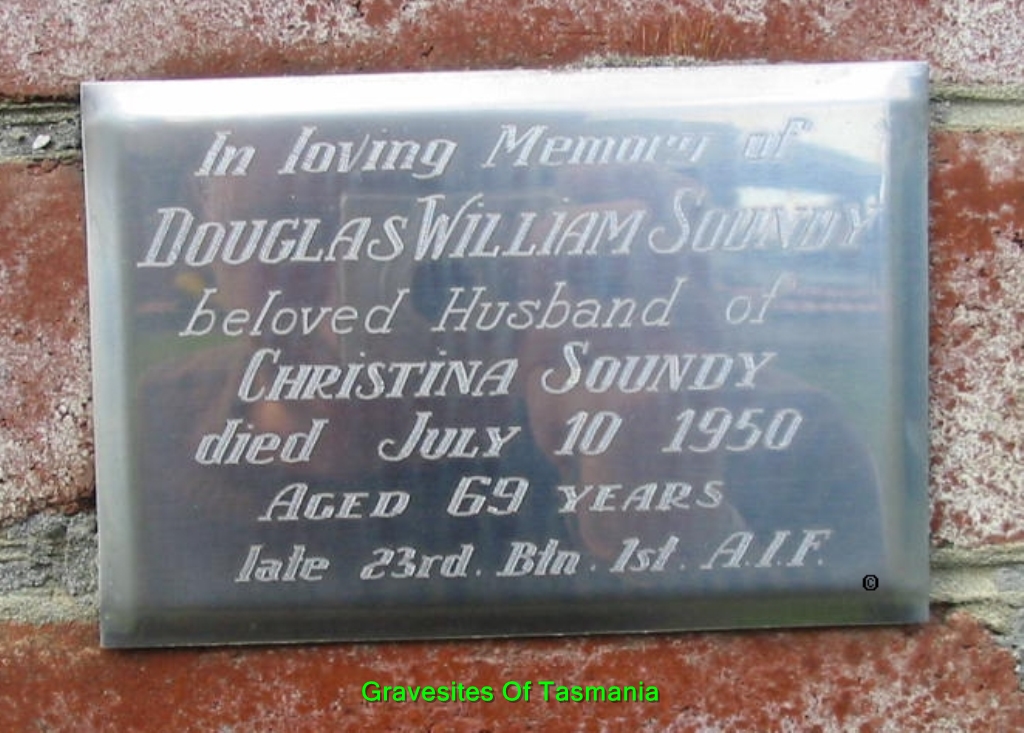 In loving Memory of
DOUGLAS WILLIAM SOUNDY
beloved Husband of
CHRISTINA SOUNDY
died JULY 10 1950
AGED 69 YEARS
late 23rd. Btn. 1st. A.I.F.
©
Gravesites Of Tasmania